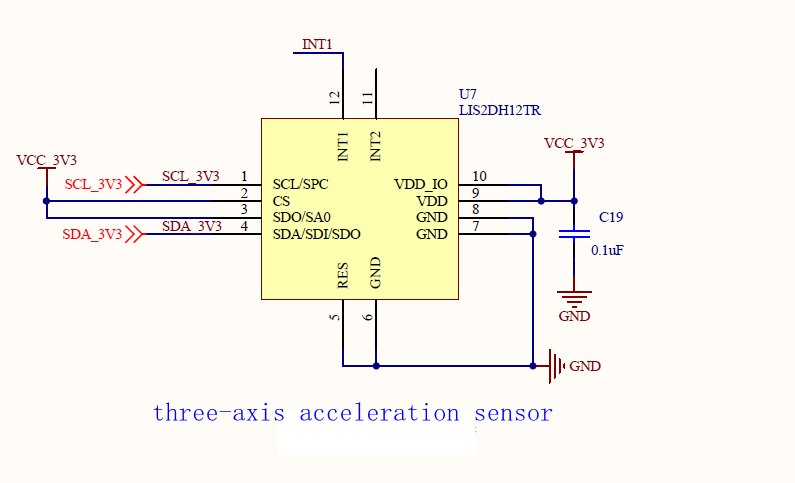 INT1
12
11
U7
LIS2DH12TR
INT1
INT2
VCC_3V3
VCC_3V3
SCL_3V3
SCL_3V3
1
SCL/SPC
VDD_IO
10
2
CS
VDD
9
3
SDO/SA0
GND
8
C19
SDA_3V3
SDA_3V3
4
SDA/SDI/SDO
GND
7
0.1uF
RES
GND
5
6
GND
GND
three-axis acceleration sensor